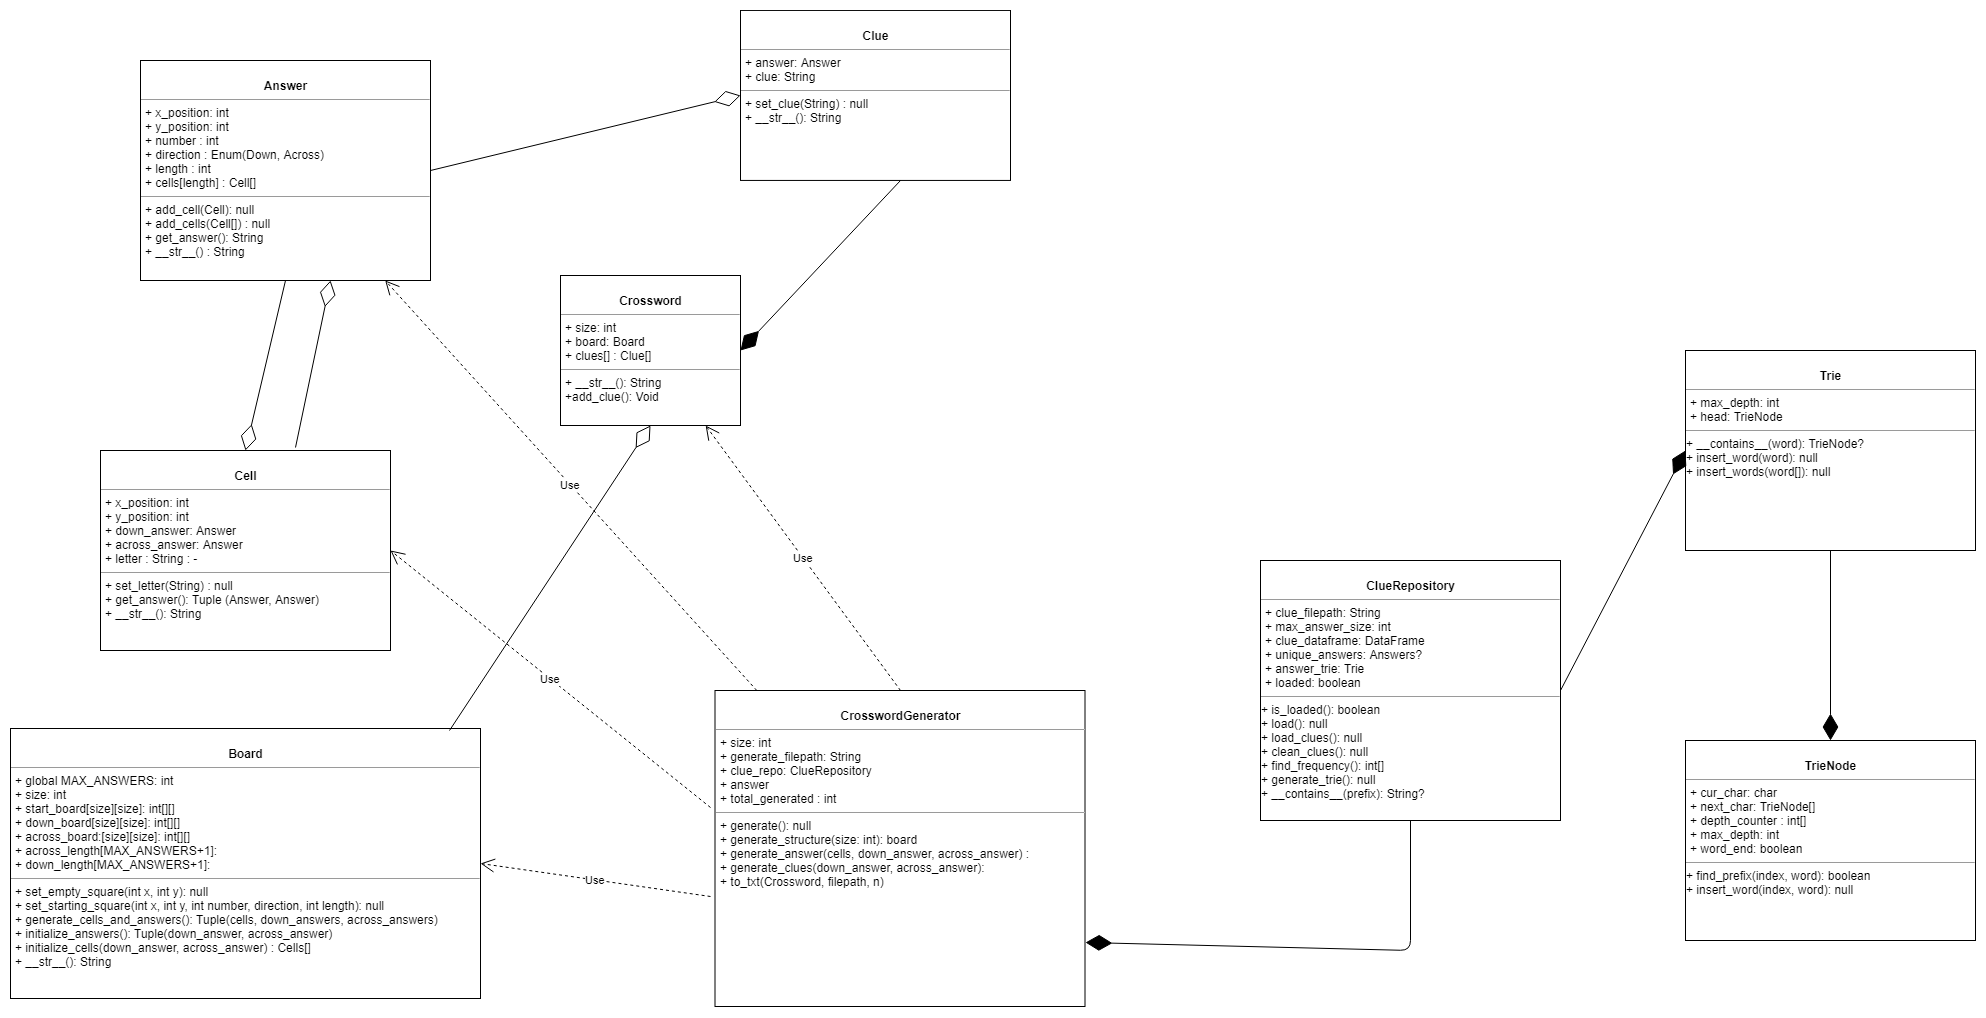 Clue
+ answer: Answer
+ clue: String
+ set_clue(String) : null
+ __str__(): String
Answer
+ x_position: int
+ y_position: int
+ number : int
+ direction : Enum(Down, Across)
+ length : int
+ cells[length] : Cell[]
+ add_cell(Cell): null
+ add_cells(Cell[]) : null
+ get_answer(): String
+ __str__() : String
Crossword
+ size: int
+ board: Board
+ clues[] : Clue[]
+ __str__(): String
+add_clue(): Void
Trie
+ max_depth: int
+ head: TrieNode
+ __contains__(word): TrieNode?
+ insert_word(word): null
+ insert_words(word[]): null
Cell
+ x_position: int
+ y_position: int
+ down_answer: Answer
+ across_answer: Answer
+ letter : String : -
+ set_letter(String) : null
+ get_answer(): Tuple (Answer, Answer)
+ __str__(): String
Use
Use
Use
Use
ClueRepository
+ clue_filepath: String
+ max_answer_size: int
+ clue_dataframe: DataFrame
+ unique_answers: Answers?
+ answer_trie: Trie
+ loaded: boolean
+ is_loaded(): boolean
+ load(): null
+ load_clues(): null
+ clean_clues(): null
+ find_frequency(): int[]
+ generate_trie(): null
+ __contains__(prefix): String?
CrosswordGenerator
+ size: int
+ generate_filepath: String
+ clue_repo: ClueRepository
+ answer
+ total_generated : int
+ generate(): null
+ generate_structure(size: int): board
+ generate_answer(cells, down_answer, across_answer) :
+ generate_clues(down_answer, across_answer):
+ to_txt(Crossword, filepath, n)
Board
+ global MAX_ANSWERS: int
+ size: int
+ start_board[size][size]: int[][]
+ down_board[size][size]: int[][]
+ across_board:[size][size]: int[][]
+ across_length[MAX_ANSWERS+1]:
+ down_length[MAX_ANSWERS+1]:
+ set_empty_square(int x, int y): null
+ set_starting_square(int x, int y, int number, direction, int length): null
+ generate_cells_and_answers(): Tuple(cells, down_answers, across_answers)
+ initialize_answers(): Tuple(down_answer, across_answer)
+ initialize_cells(down_answer, across_answer) : Cells[]
+ __str__(): String
TrieNode
+ cur_char: char
+ next_char: TrieNode[]
+ depth_counter : int[]
+ max_depth: int
+ word_end: boolean
+ find_prefix(index, word): boolean
+ insert_word(index, word): null